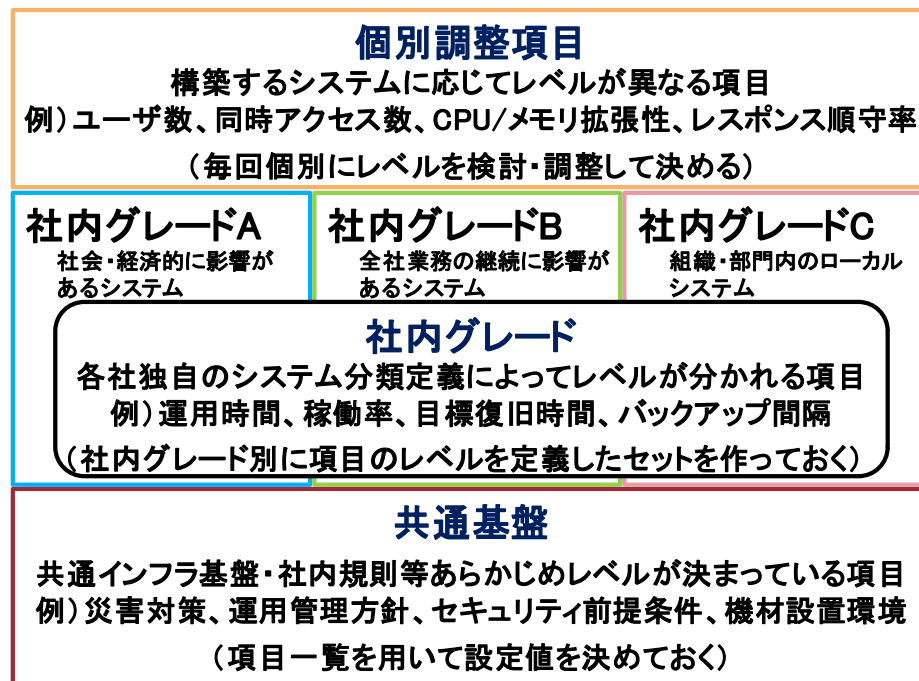 個別調整項目
構築するシステムに応じてレベルが異なる項目
例）ユーザ数、同時アクセス数、CPU/メモリ拡張性、レスポンス順守率
（毎回個別にレベルを検討・調整して決める）
社内グレードA
社会・経済的に影響が
あるシステム
社内グレードB
全社業務の継続に影響が
あるシステム
社内グレードC
組織・部門内のローカル
システム
社内グレード
各社独自のシステム分類定義によってレベルが分かれる項目
例）運用時間、稼働率、目標復旧時間、バックアップ間隔
（社内グレード別に項目のレベルを定義したセットを作っておく）
共通基盤
共通インフラ基盤・社内規則等あらかじめレベルが決まっている項目
例）災害対策、運用管理方針、セキュリティ前提条件、機材設置環境
（項目一覧を用いて設定値を決めておく）